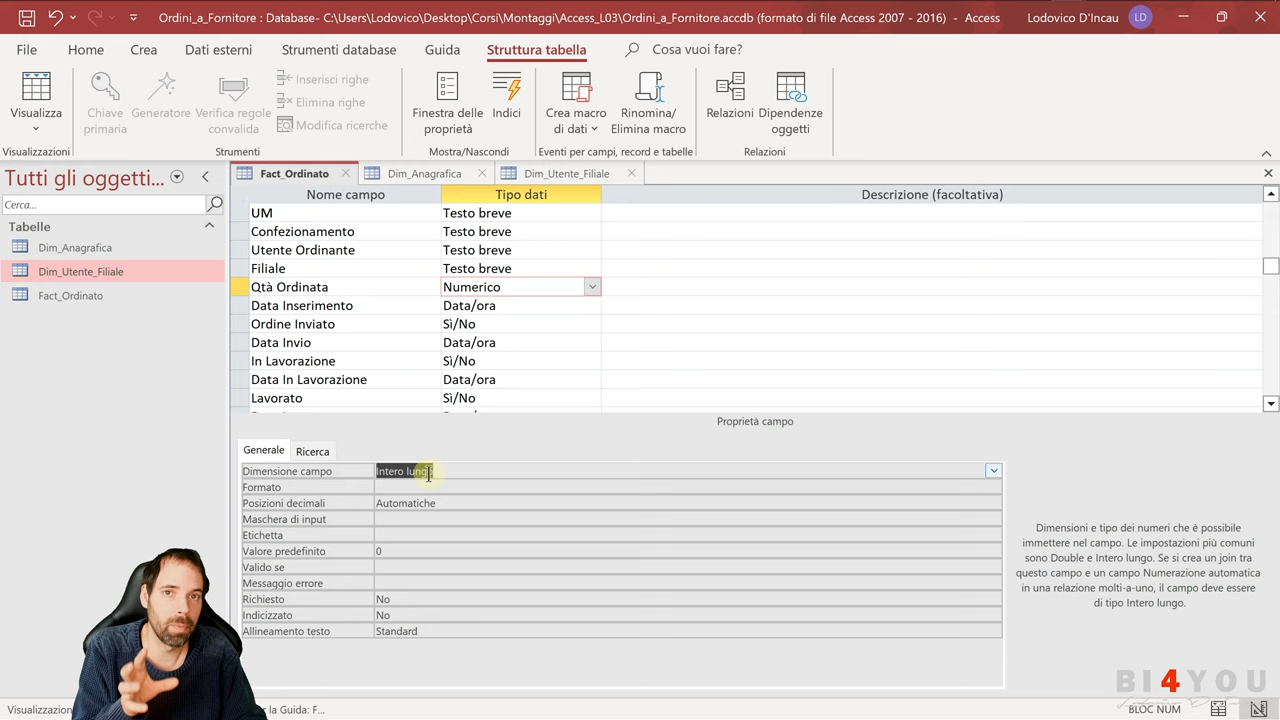 Ordini_a_Fornitore : Database- C:\Users\Lodovico\Desktop\Corsi\Montaggi\Access_L03\Ordini_a_Fornitore.accdb (formato di file Access 2007 - 2016) - Access
Lodovico D'Incau
LD
File
Home
Crea
Dati esterni
Strumenti database
Guida
Struttura tabella
Cosa vuoi fare?
Visualizza
Chiave primaria
Generatore
Verifica regole convalida
Inserisci righe
Elimina righe
Modifica ricerche
Finestra delle proprietà
Indici
Crea macro di dati
Rinomina/ Elimina macro
Relazioni
Dipendenze oggetti
Visualizzazioni
Strumenti
Mostra/Nascondi
Eventi per campi, record e tabelle
Relazioni
Tutti gli oggetti...
Cerca...
Tabelle
Dim_Anagrafica
Dim_Utente_Filiale
Fact_Ordinato
Fact_Ordinato
Dim_Anagrafica
Dim_Utente_Filiale
Nome campo Tipo dati Descrizione (facoltativa)
UM Testo breve
Confezionamento Testo breve
Utente Ordinante Testo breve
Filiale Testo breve
Qtà Ordinata Numerico
Data Inserimento Data/ora
Ordine Inviato Sì/No
Data Invio Data/ora
In Lavorazione Sì/No
Data In Lavorazione Data/ora
Lavorato Sì/No
Proprietà campo
Generale
Ricerca
Dimensione campo Intero lungo
Formato
Posizioni decimali Automatiche
Maschera di input
Etichetta
Valore predefinito 0
Valido se
Messaggio errore
Richiesto No
Indicizzato No
Allineamento testo Standard
Dimensioni e tipo dei numeri che è possibile
immettere nel campo. Le impostazioni più comuni
sono Double e Intero lungo. Se si crea un join tra
questo campo e un campo Numerazione automatica
in una relazione molti-a-uno, il campo deve essere
di tipo Intero lungo.
BI4YOU
Visualizzazion
la Guida: F...
BLOC NUM